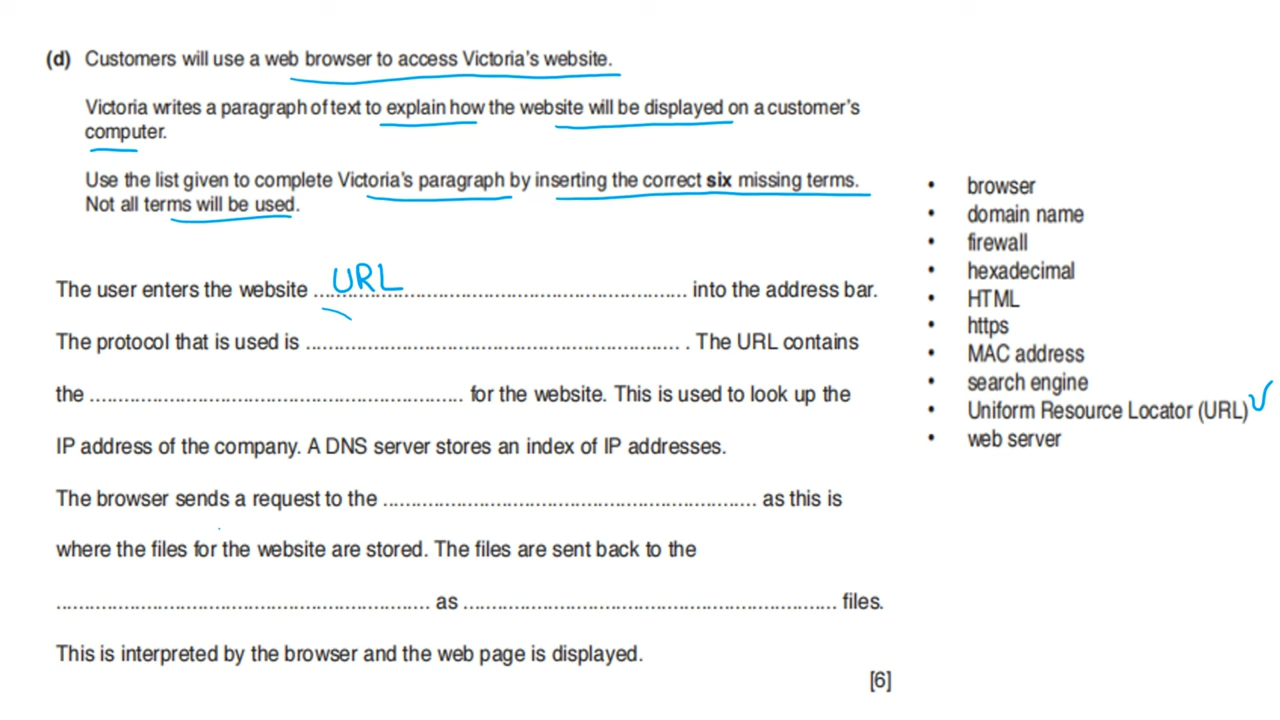 (d) Customers will use a web browser to access Victoria's website.
Victoria writes a paragraph of text to explain how the website will be displayed on a customer's
computer.
Use the list given to complete Victoria's paragraph by inserting the correct six missing terms.
Not all terms will be used.
• browser
• domain name
• firewall
• hexadecimal
• HTML
• https
• MAC address
• search engine
• Uniform Resource Locator (URL)
• web server
The user enters the website URL into the address bar.
The protocol that is used is ........ . The URL contains
the ........ for the website. This is used to look up the
IP address of the company. A DNS server stores an index of IP addresses.
The browser sends a request to the ........ as this is
where the files for the website are stored. The files are sent back to the
........ as ........ files.
This is interpreted by the browser and the web page is displayed.
[6]